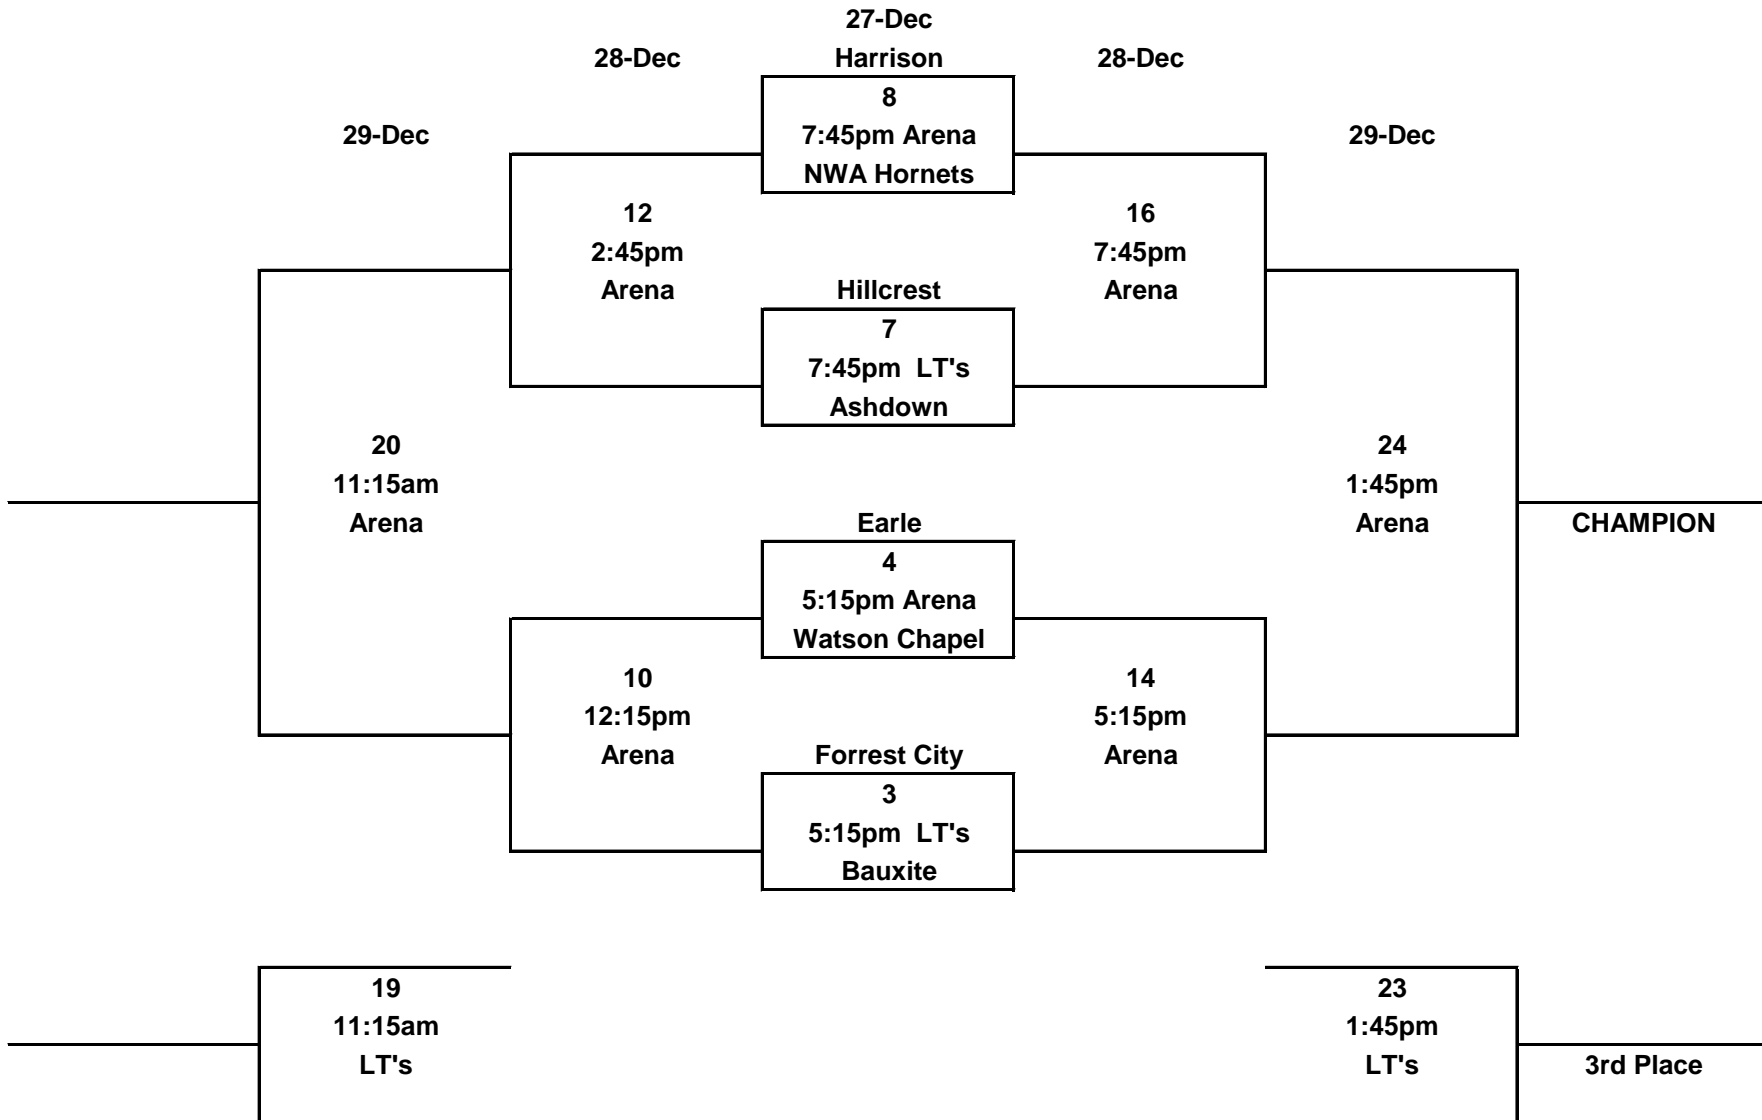 27-Dec
28-Dec
Harrison
28-Dec
8
29-Dec
7:45pm Arena
29-Dec
NWA Hornets
12
16
2:45pm
7:45pm
Arena
Hillcrest
Arena
7
7:45pm  LT's
Ashdown
20
24
11:15am
1:45pm
Arena
Earle
Arena
CHAMPION
4
5:15pm Arena
Watson Chapel
10
14
12:15pm
5:15pm
Arena
Forrest City
Arena
3
5:15pm  LT's
Bauxite
19
23
11:15am
1:45pm
LT's
LT's
3rd Place